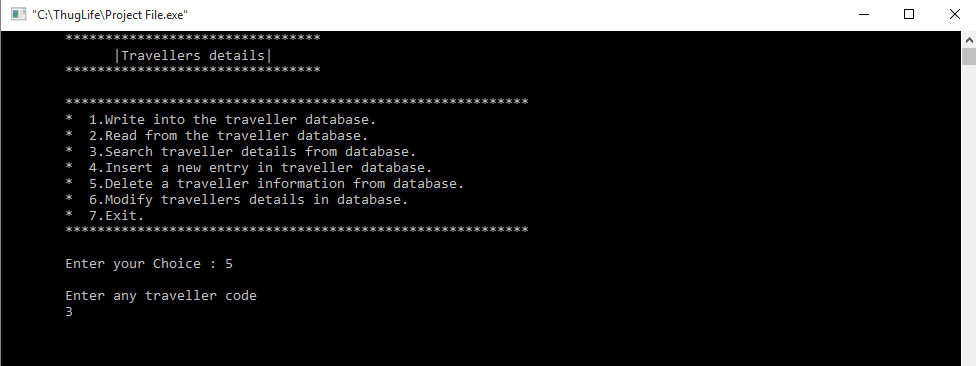 "C:\ThugLife\Project File.exe"
********************************
|Travellers details|
********************************
**********************************************************
* 1.Write into the traveller database.
* 2.Read from the traveller database.
* 3.Search traveller details from database.
* 4.Insert a new entry in traveller database.
* 5.Delete a traveller information from database.
* 6.Modify travellers details in database.
* 7.Exit.
**********************************************************
Enter your Choice : 5
Enter any traveller code
3